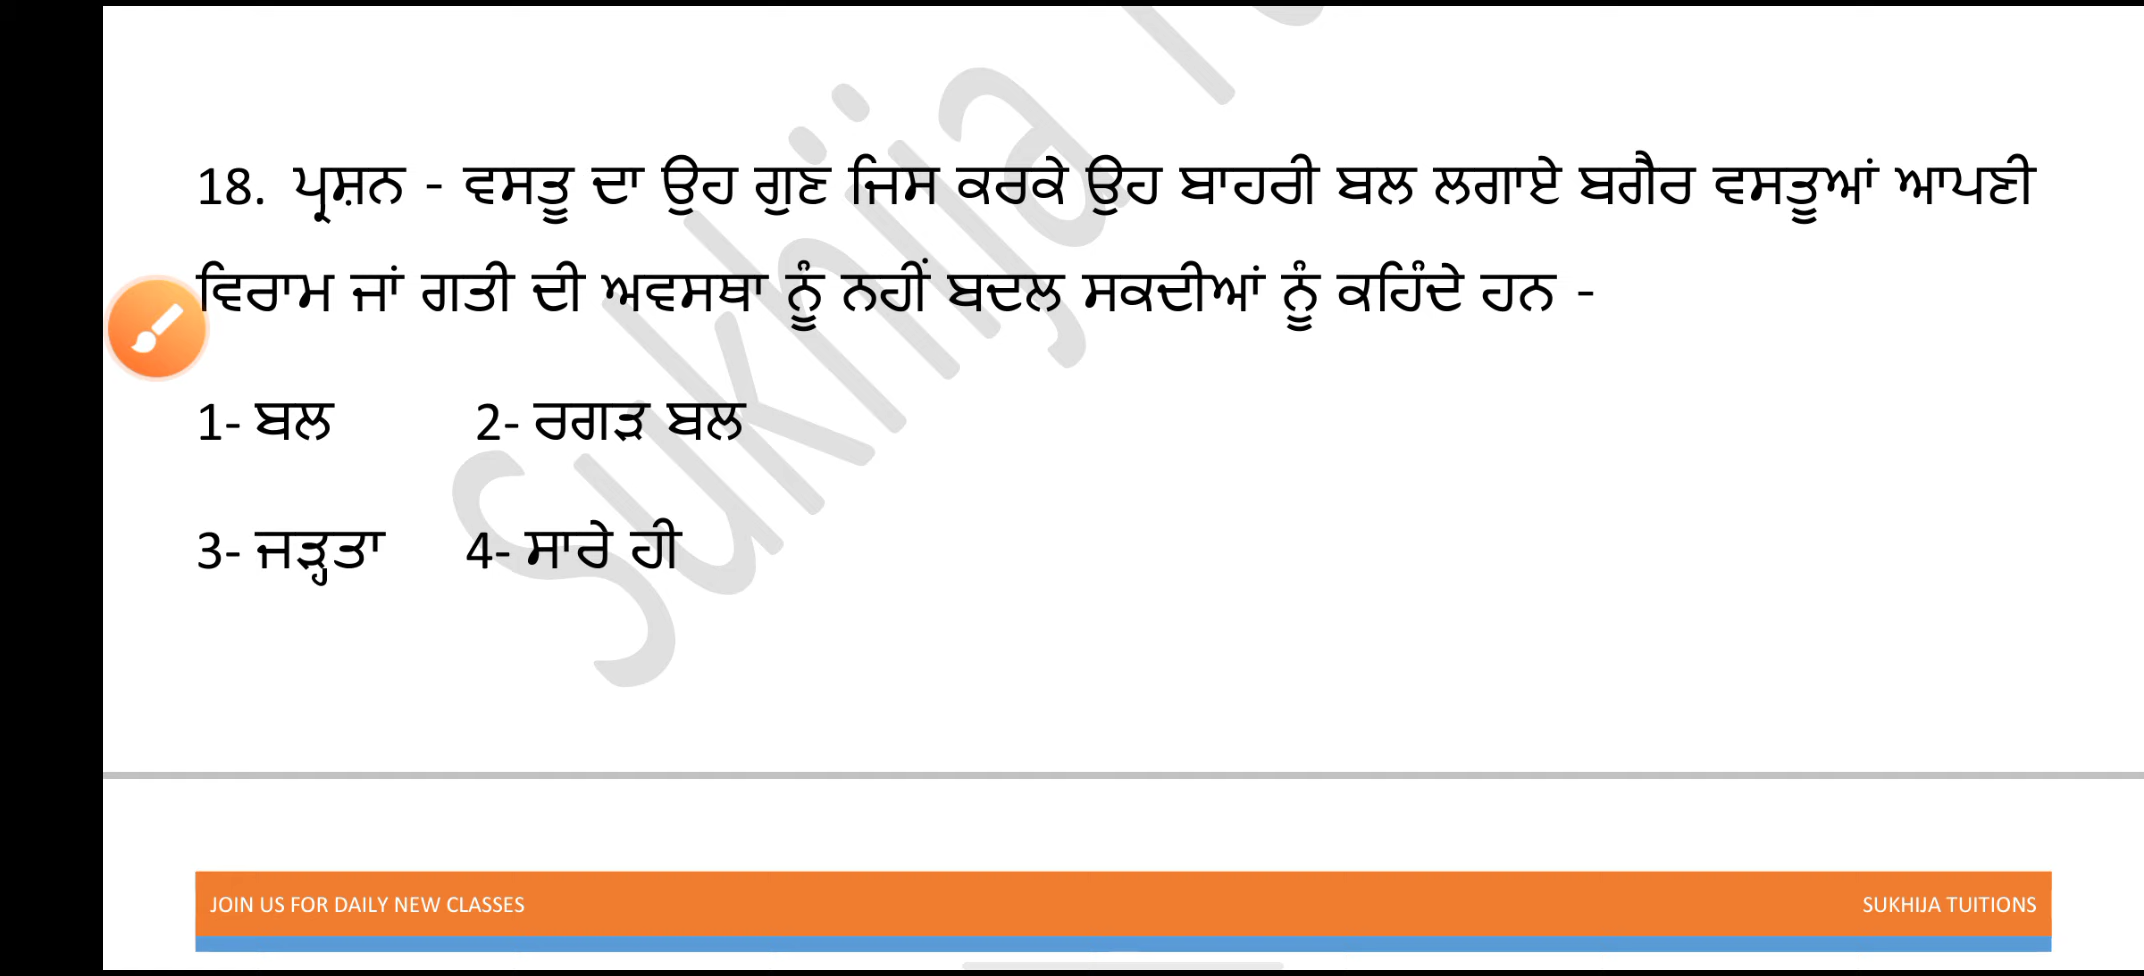 18. ਪ੍ਰਸ਼ਨ - ਵਸਤੂ ਦਾ ਉਹ ਗੁਣ ਜਿਸ ਕਰਕੇ ਉਹ ਬਾਹਰੀ ਬਲ ਲਗਾਏ ਬਗੈਰ ਵਸਤੂਆਂ ਆਪਣੀ
ਵਿਰਾਮ ਜਾਂ ਗਤੀ ਦੀ ਅਵਸਥਾ ਨੂੰ ਨਹੀਂ ਬਦਲ ਸਕਦੀਆਂ ਨੂੰ ਕਹਿੰਦੇ ਹਨ -
1- ਬਲ 2- ਰਗੜ ਬਲ
3- ਜੜ੍ਹਤਾ 4- ਸਾਰੇ ਹੀ
Sukhija
JOIN US FOR DAILY NEW CLASSES SUKHIJA TUITIONS